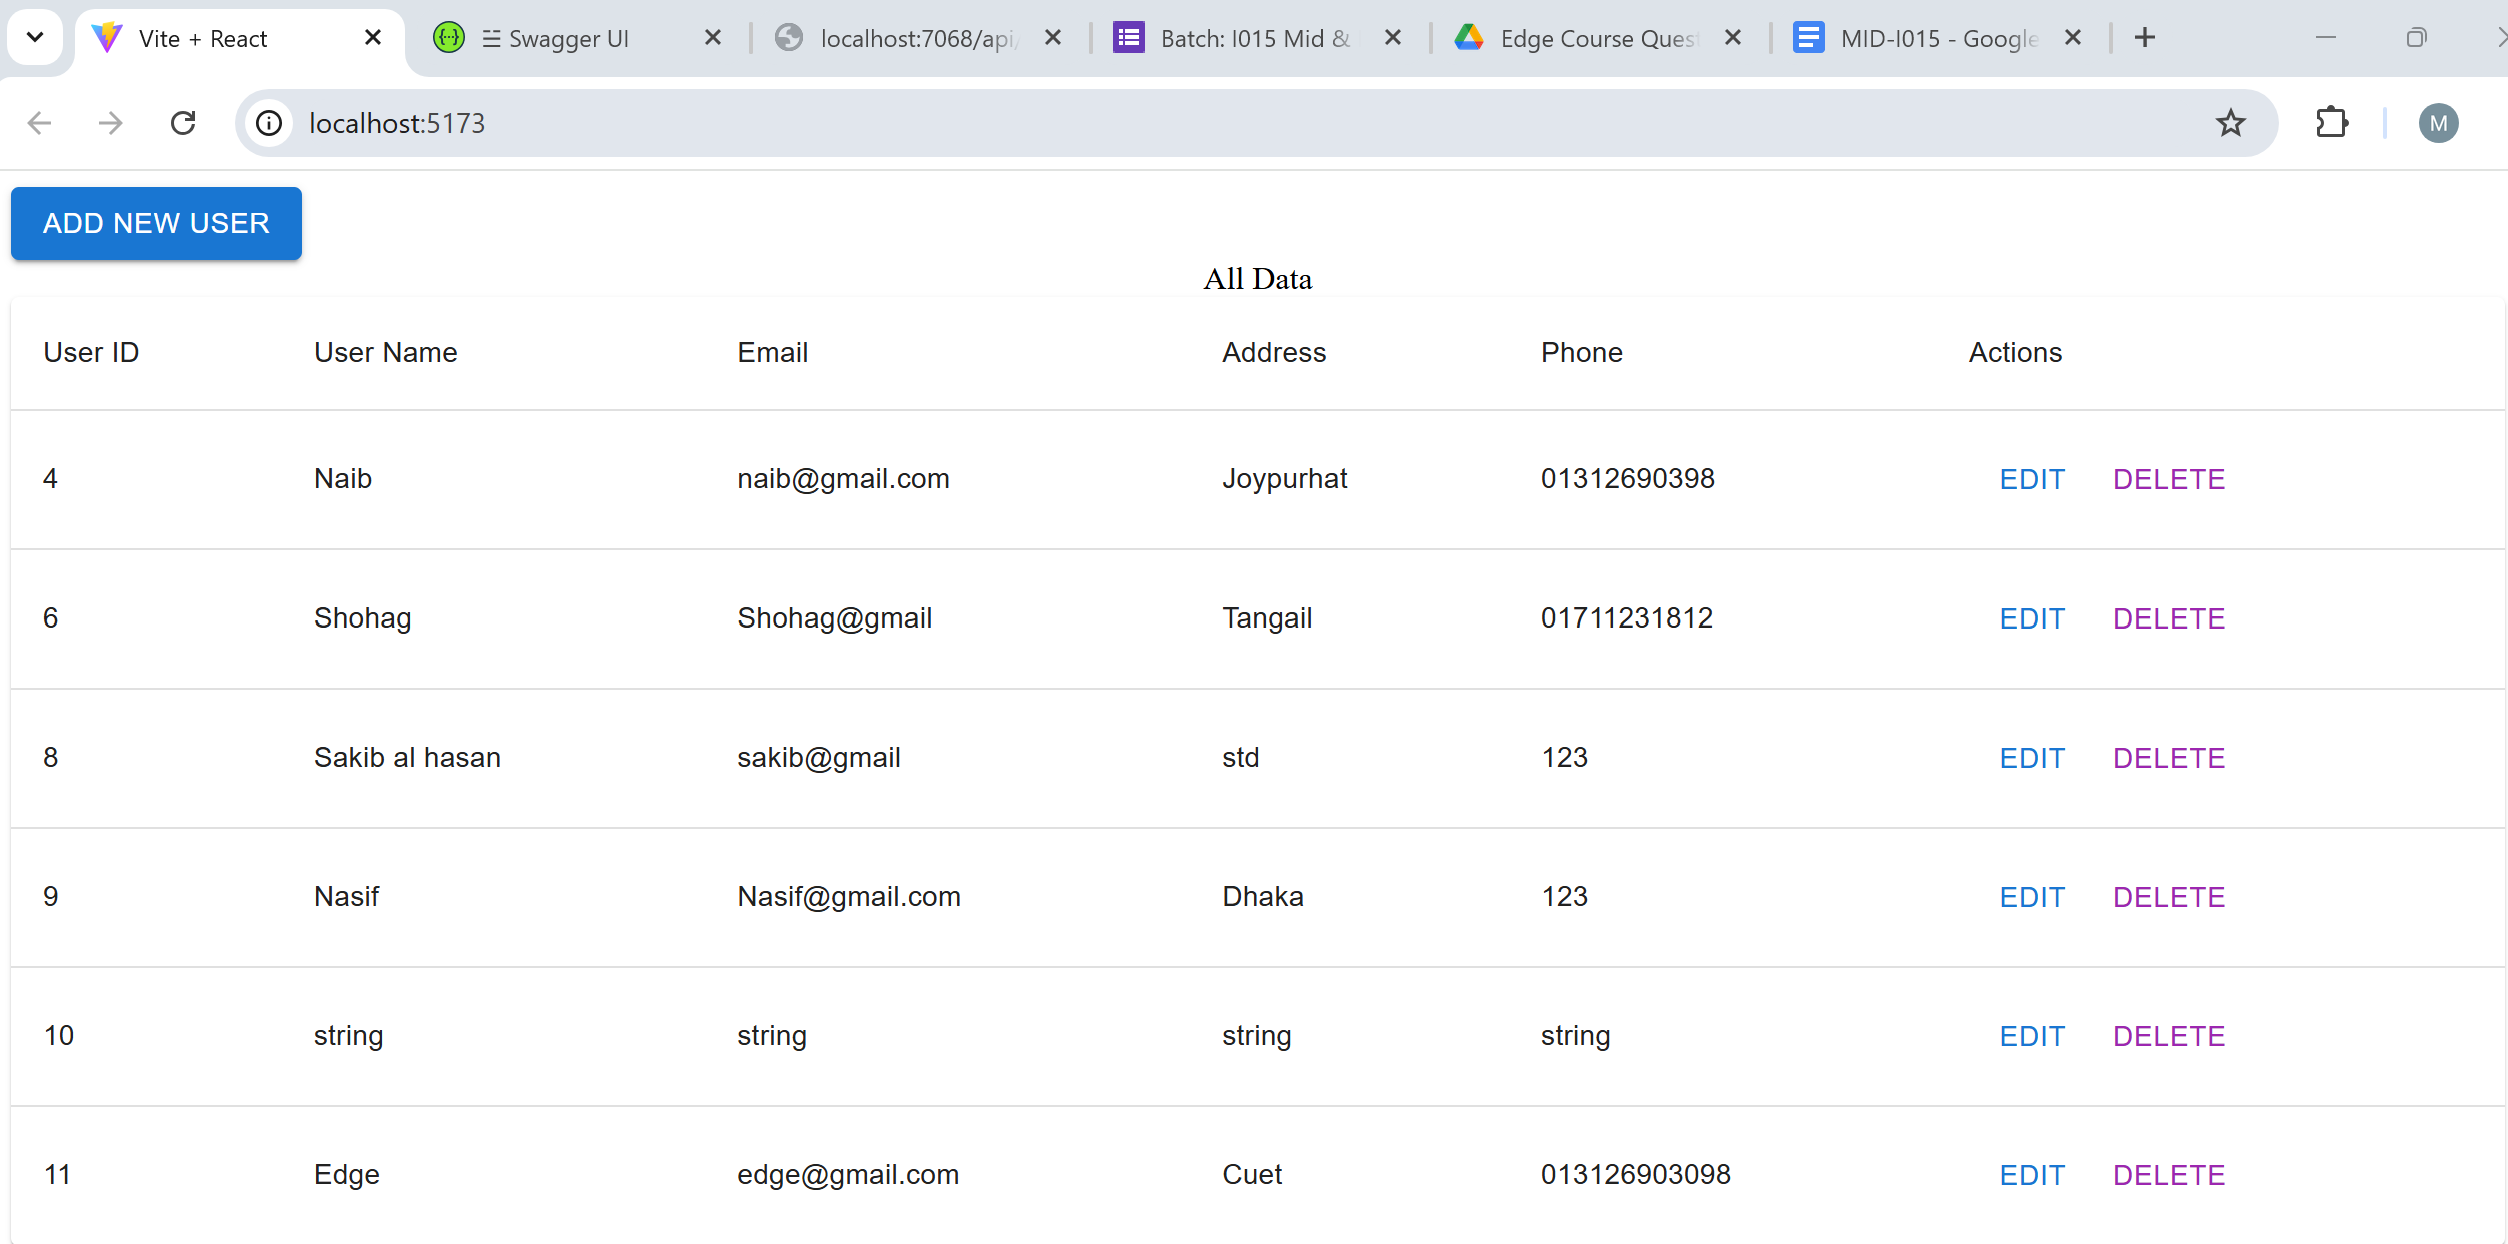 Vite + React
Swagger UI
localhost:7068/api/
Batch: I015 Mid &
Edge Course Quest
MID-I015 - Google
localhost:5173
M
ADD NEW USER
All Data
User ID User Name Email Address Phone Actions
4 Naib naib@gmail.com Joypurhat 01312690398 EDIT DELETE
6 Shohag Shohag@gmail Tangail 01711231812 EDIT DELETE
8 Sakib al hasan sakib@gmail std 123 EDIT DELETE
9 Nasif Nasif@gmail.com Dhaka 123 EDIT DELETE
10 string string string string EDIT DELETE
11 Edge edge@gmail.com Cuet 013126903098 EDIT DELETE